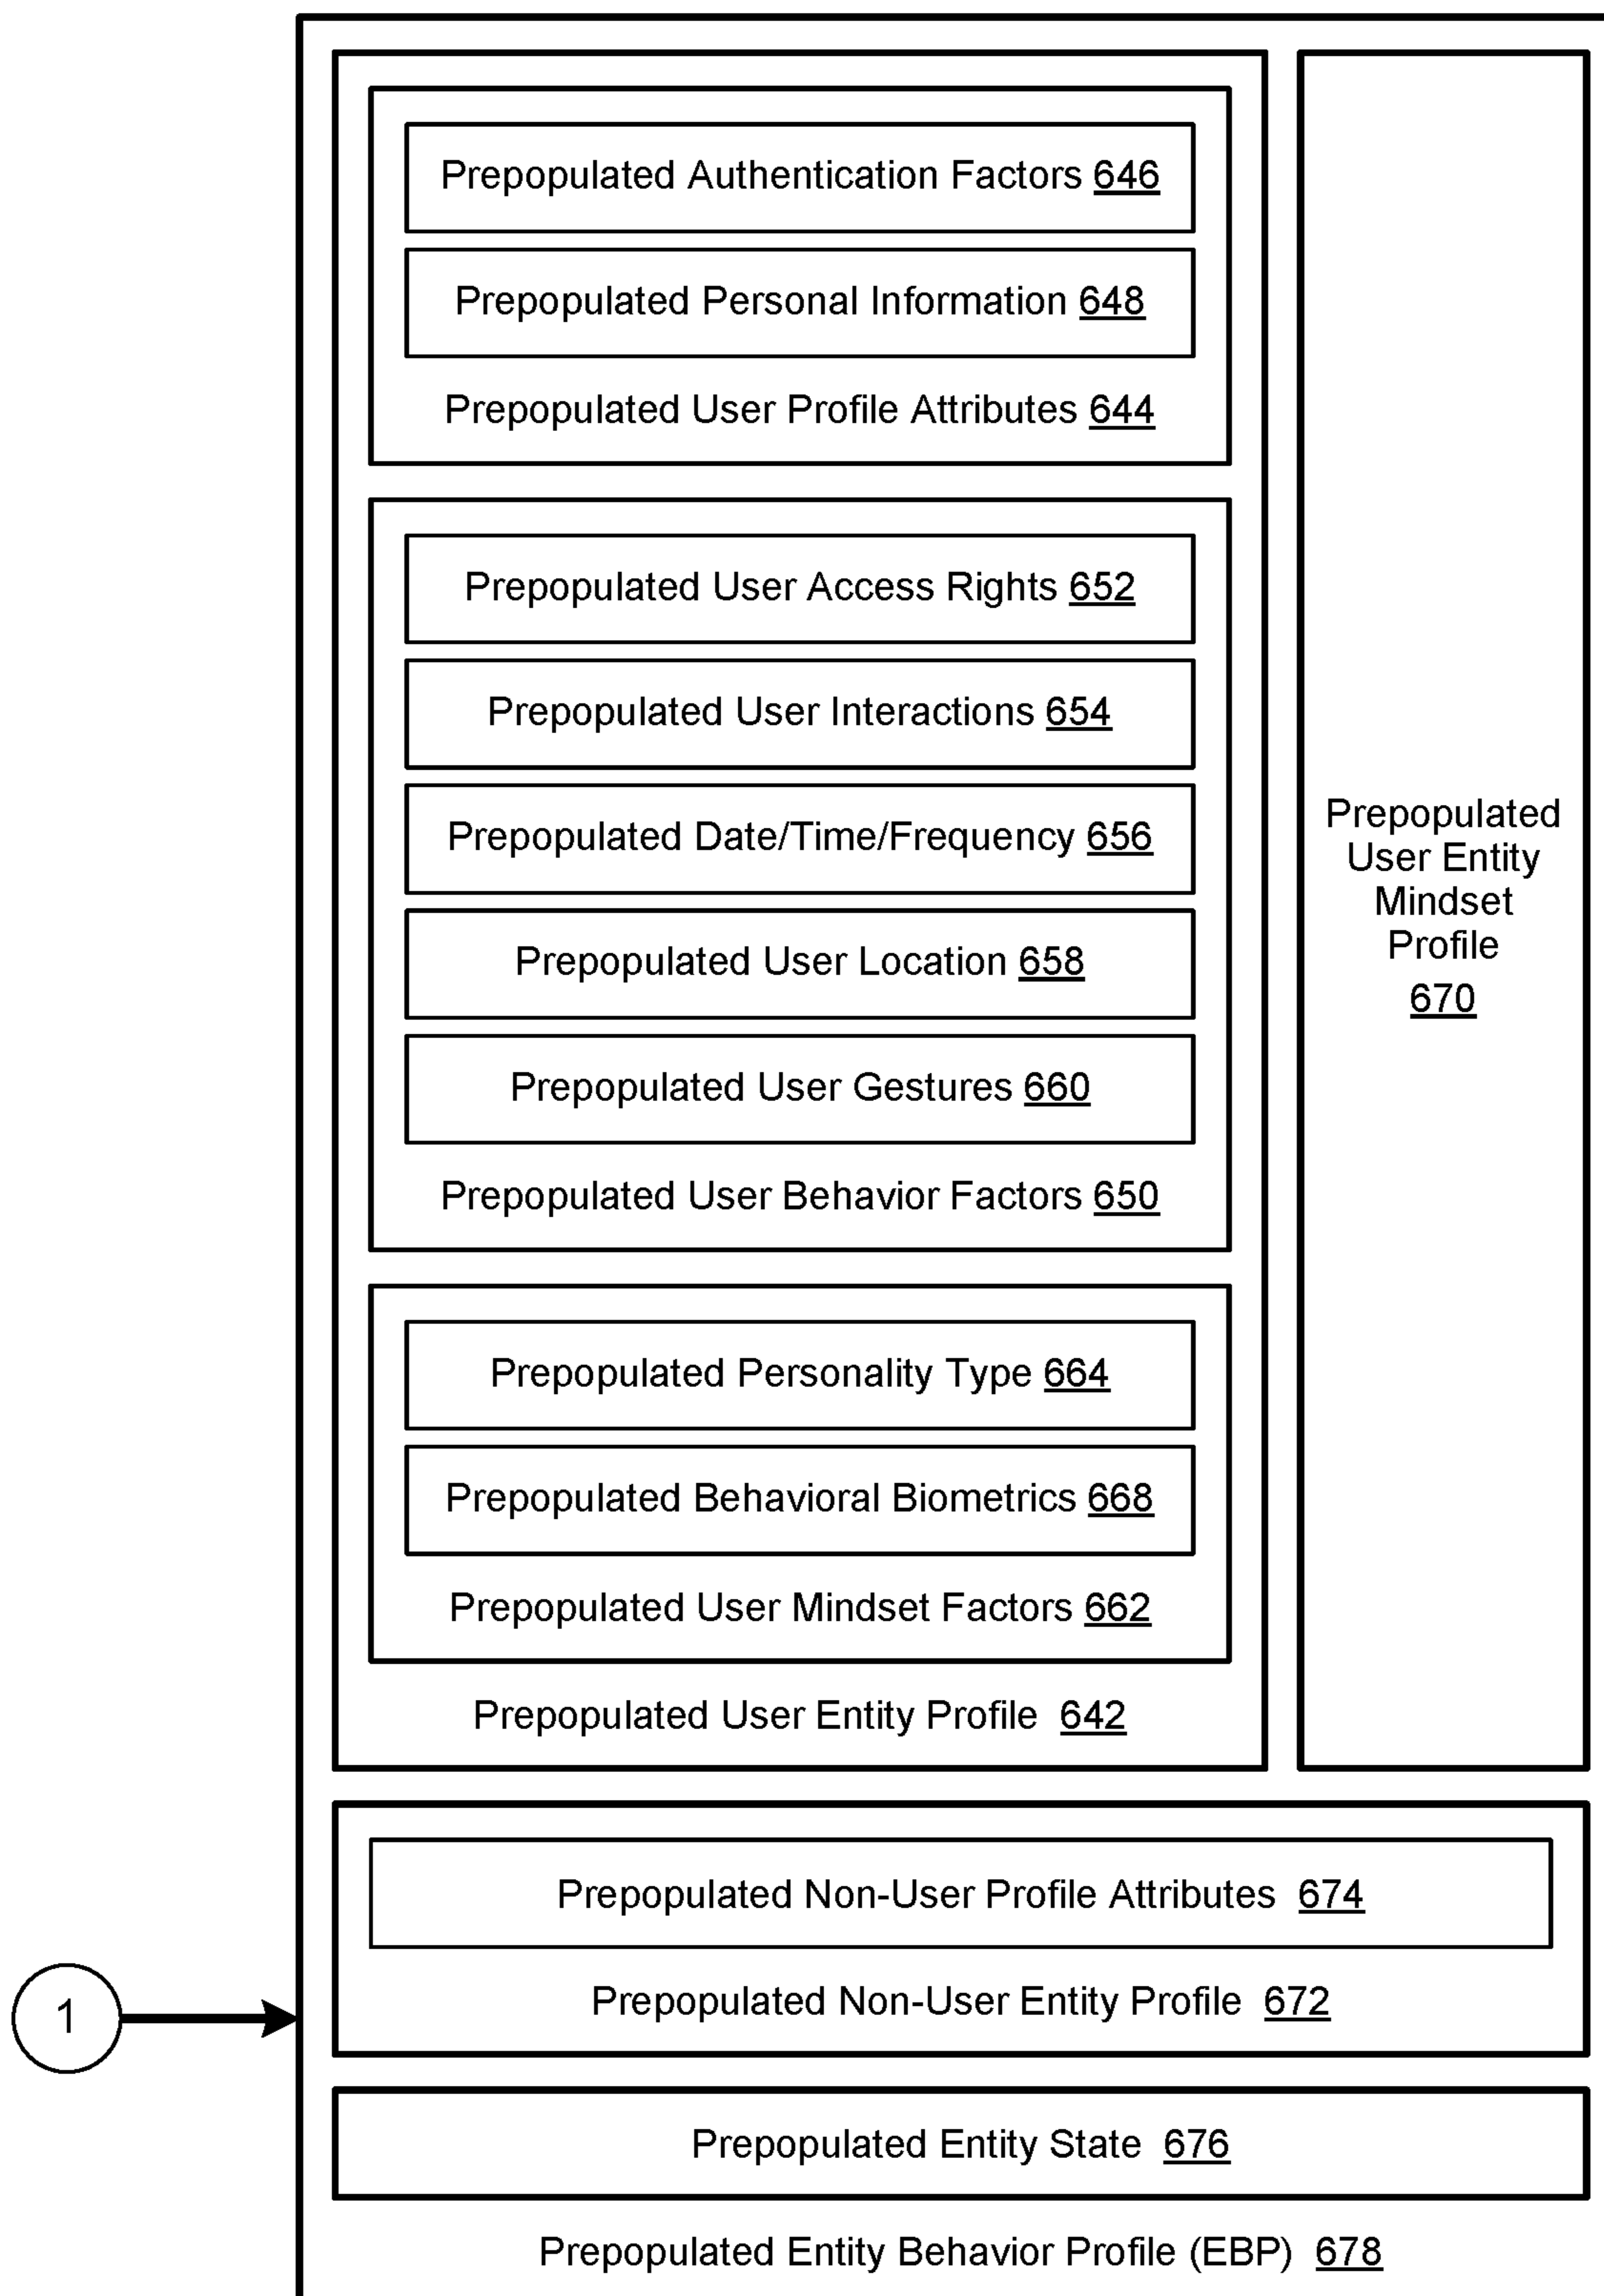 Prepopulated Authentication Factors 646
Prepopulated Personal Information 648
Prepopulated User Profile Attributes 644
Prepopulated User Access Rights 652
Prepopulated User Interactions 654
Prepopulated Date/Time/Frequency 656
Prepopulated User Location 658
Prepopulated User Gestures 660
Prepopulated User Behavior Factors 650
Prepopulated Personality Type 664
Prepopulated Behavioral Biometrics 668
Prepopulated User Mindset Factors 662
Prepopulated User Entity Profile 642
Prepopulated
User Entity
Mindset
Profile
670
Prepopulated Non-User Profile Attributes 674
Prepopulated Non-User Entity Profile 672
1
Prepopulated Entity State 676
Prepopulated Entity Behavior Profile (EBP) 678